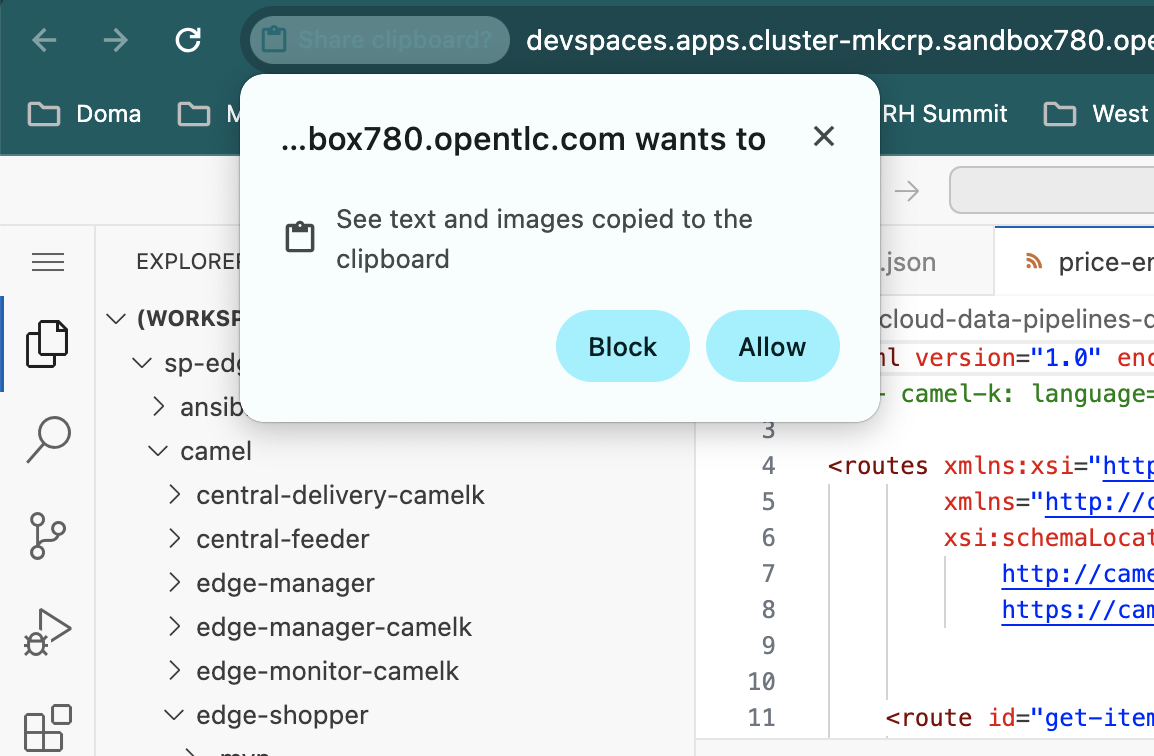 Share clipboard?
devspaces.apps.cluster-mkcrp.sandbox780.ope
Doma
RH Summit
West
...box780.opentlc.com wants to
See text and images copied to the
clipboard
Block
Allow
EXPLORER
.json
price-er
(WORKSP
cloud-data-pipelines-d
sp-edg
version="1.0" enc
ansib
camel-k: language=
camel
3
central-delivery-camelk
4 <routes xmlns:xsi="http
central-feeder
5 xmlns="http://c
edge-manager
6 xsi:schemaLocat
edge-manager-camelk
7 http://came
edge-monitor-camelk
8 https://cam
edge-shopper
9
10
11 <route id="get-item